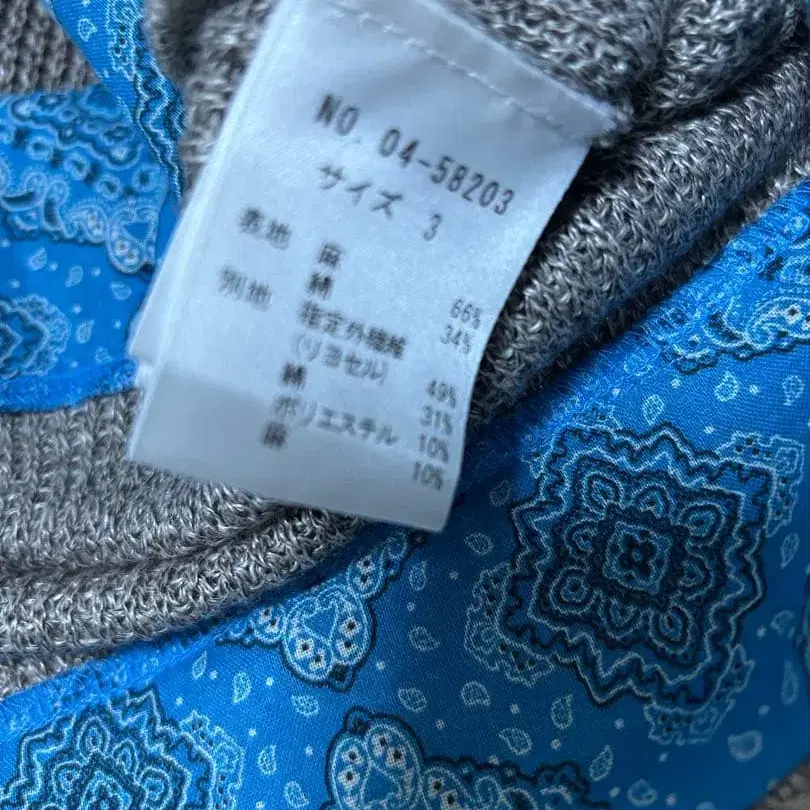 NO. 04-58203
サイズ 3
表地 麻 66%
綿 34%
別地 指定外繊維
(リヨセル) 49%
綿 31%
ポリエステル 10%
麻 10%